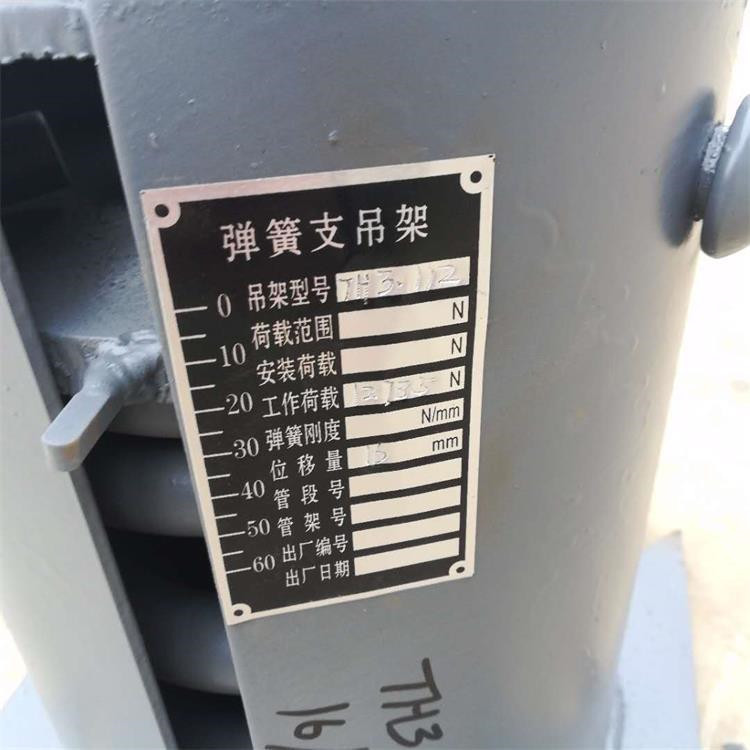 弹簧支吊架
0 吊架型号 TH3.112
荷载范围 N
10 安装荷载 N
20 工作荷载 N
30 弹簧刚度 N/mm
位移量 mm
40 管段号
50 管架号
60 出厂编号
出厂日期
TH3
16